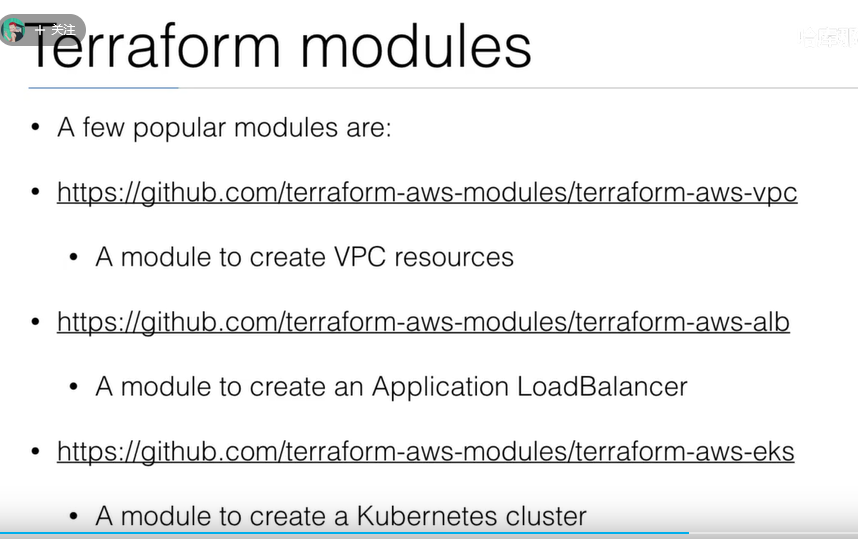 + 关注
Terraform modules
• A few popular modules are:
• https://github.com/terraform-aws-modules/terraform-aws-vpc
• A module to create VPC resources
• https://github.com/terraform-aws-modules/terraform-aws-alb
• A module to create an Application LoadBalancer
• https://github.com/terraform-aws-modules/terraform-aws-eks
• A module to create a Kubernetes cluster